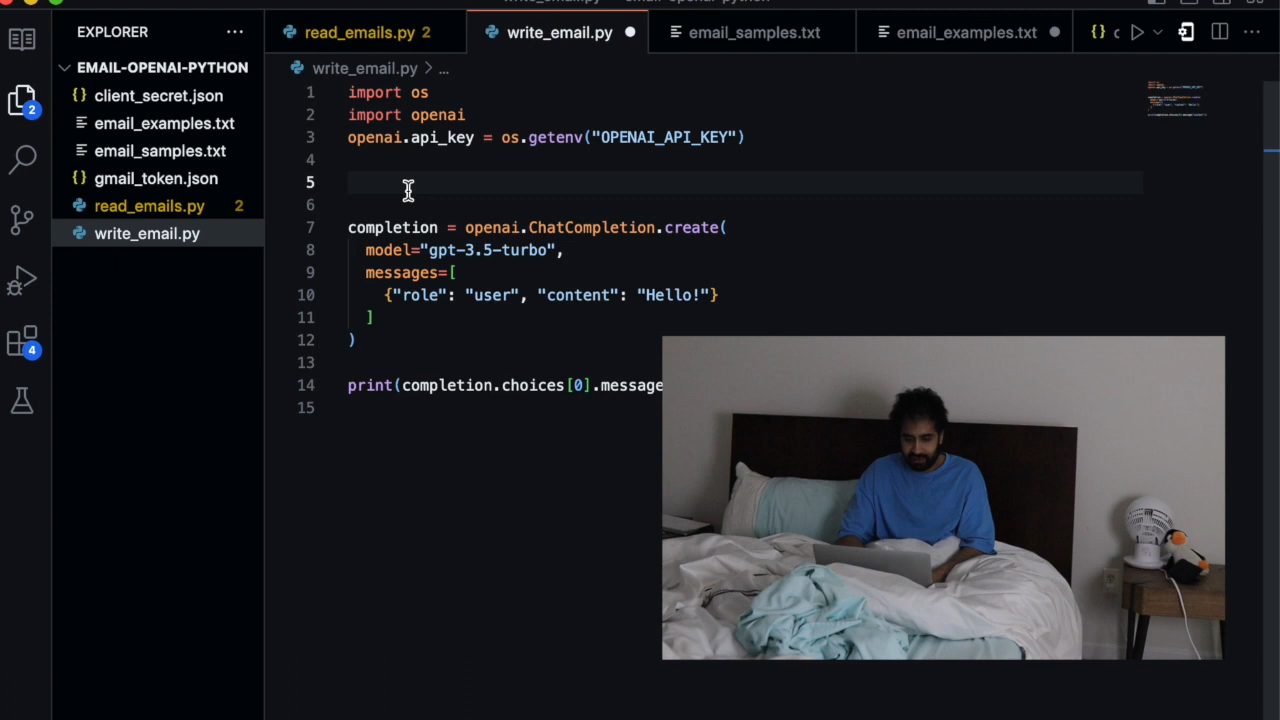 EXPLORER
EMAIL-OPENAI-PYTHON
client_secret.json
email_examples.txt
email_samples.txt
gmail_token.json
read_emails.py 2
write_email.py
2
4
read_emails.py 2
write_email.py
email_samples.txt
email_examples.txt
{} c
write_email.py > ...
1 import os
2 import openai
3 openai.api_key = os.getenv("OPENAI_API_KEY")
4
5
6
7 completion = openai.ChatCompletion.create(
8 model="gpt-3.5-turbo",
9 messages=[
10 {"role": "user", "content": "Hello!"}
11 ]
12 )
13
14 print(completion.choices[0].message
15